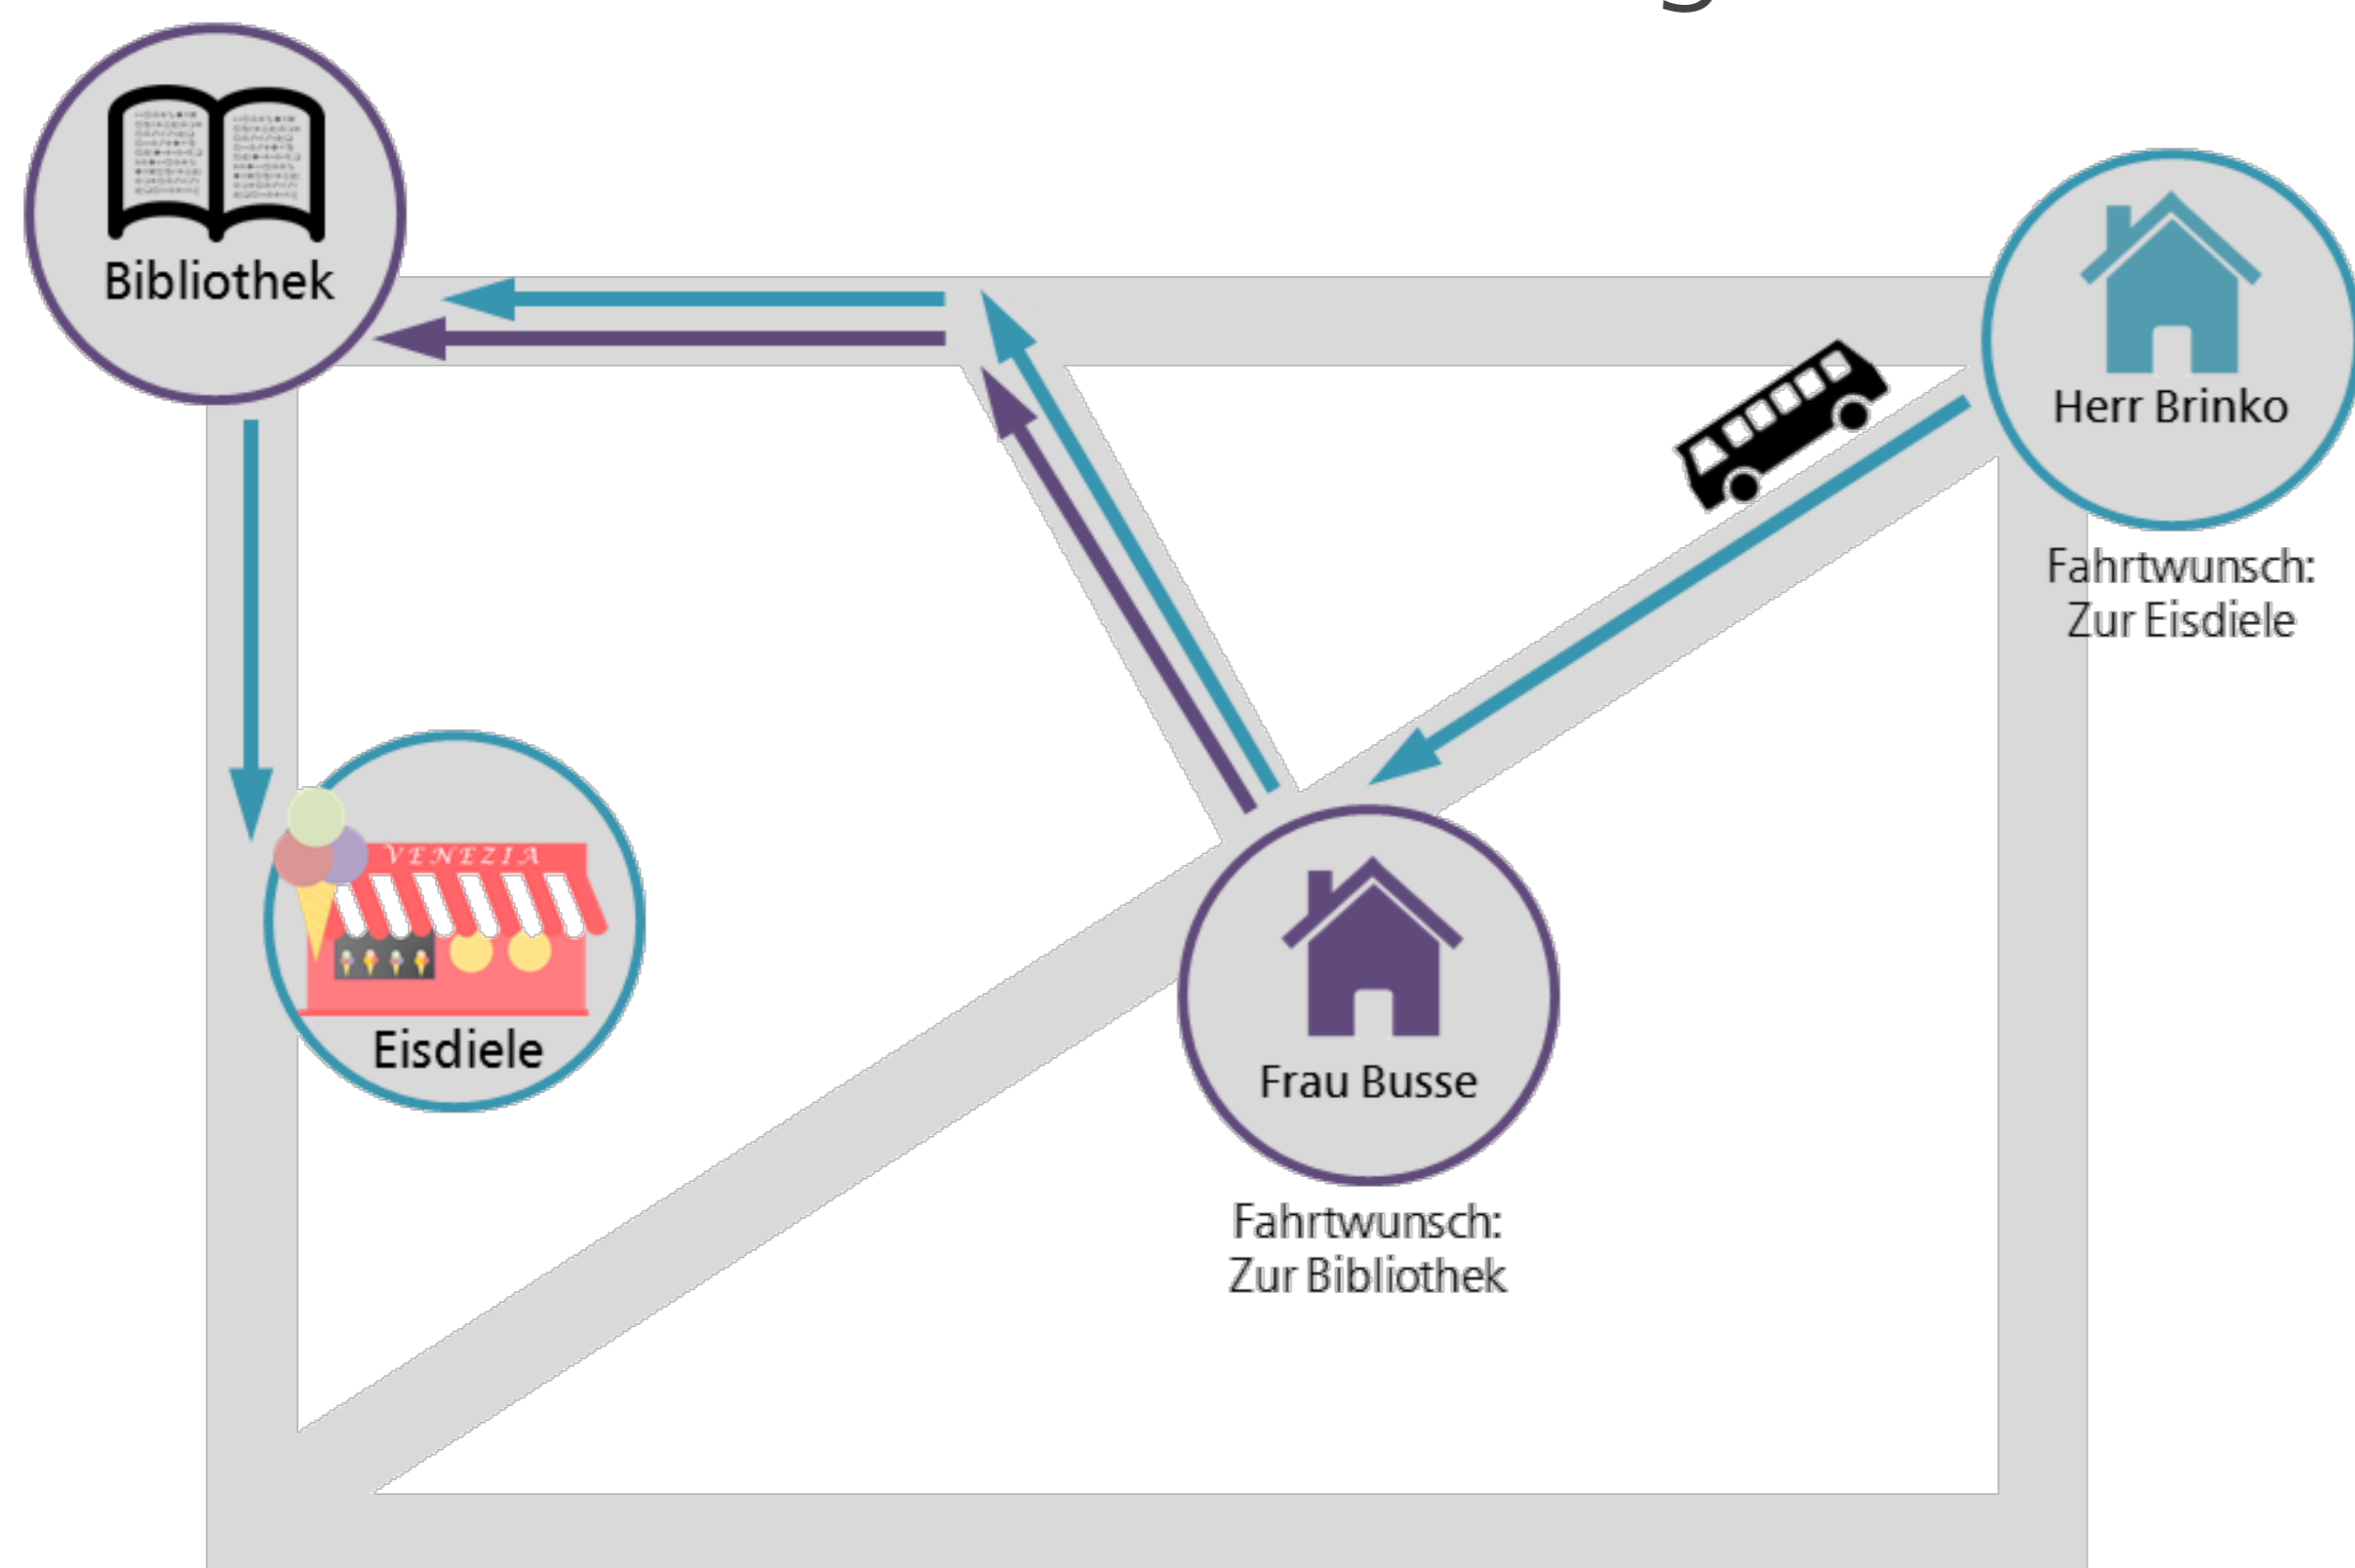 Bibliothek
Herr Brinko
Fahrtwunsch:
Zur Eisdiele
VENEZIA
Eisdiele
Frau Busse
Fahrtwunsch:
Zur Bibliothek